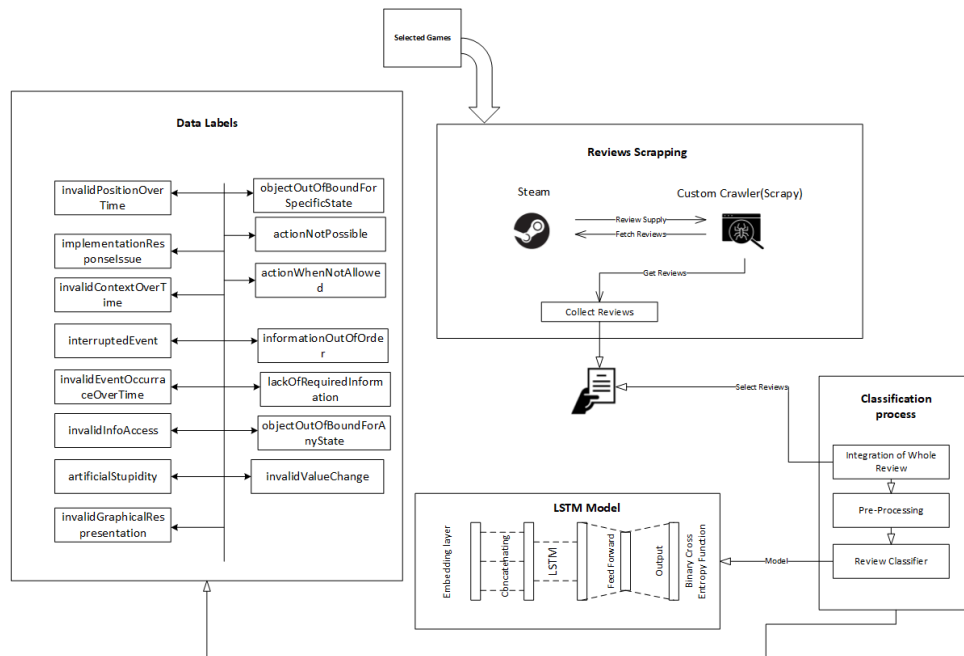 Selected Games
Data Labels
invalidPositionOver
Time
objectOutOfBoundFor
SpecificState
implementationRes
ponseIssue
actionNotPossible
invalidContextOverT
ime
actionWhenNotAllowe
d
interruptedEvent
informationOutOfOrde
r
invalidEventOccurra
nceOverTime
lackOfRequiredInform
ation
invalidInfoAccess
objectOutOfBoundForA
nyState
artificialStupidity
invalidValueChange
invalidGraphicalRes
presentation
Reviews Scrapping
Steam
Custom Crawler(Scrapy)
Review Supply
Fetch Reviews
Get Reviews
Collect Reviews
Select Reviews
Classification
process
Integration of Whole
Review
Pre-Processing
Review Classifier
Model
LSTM Model
Embedding layer
Concatenating
LSTM
Feed Forward
Output
Binary Cross
Entropy Function